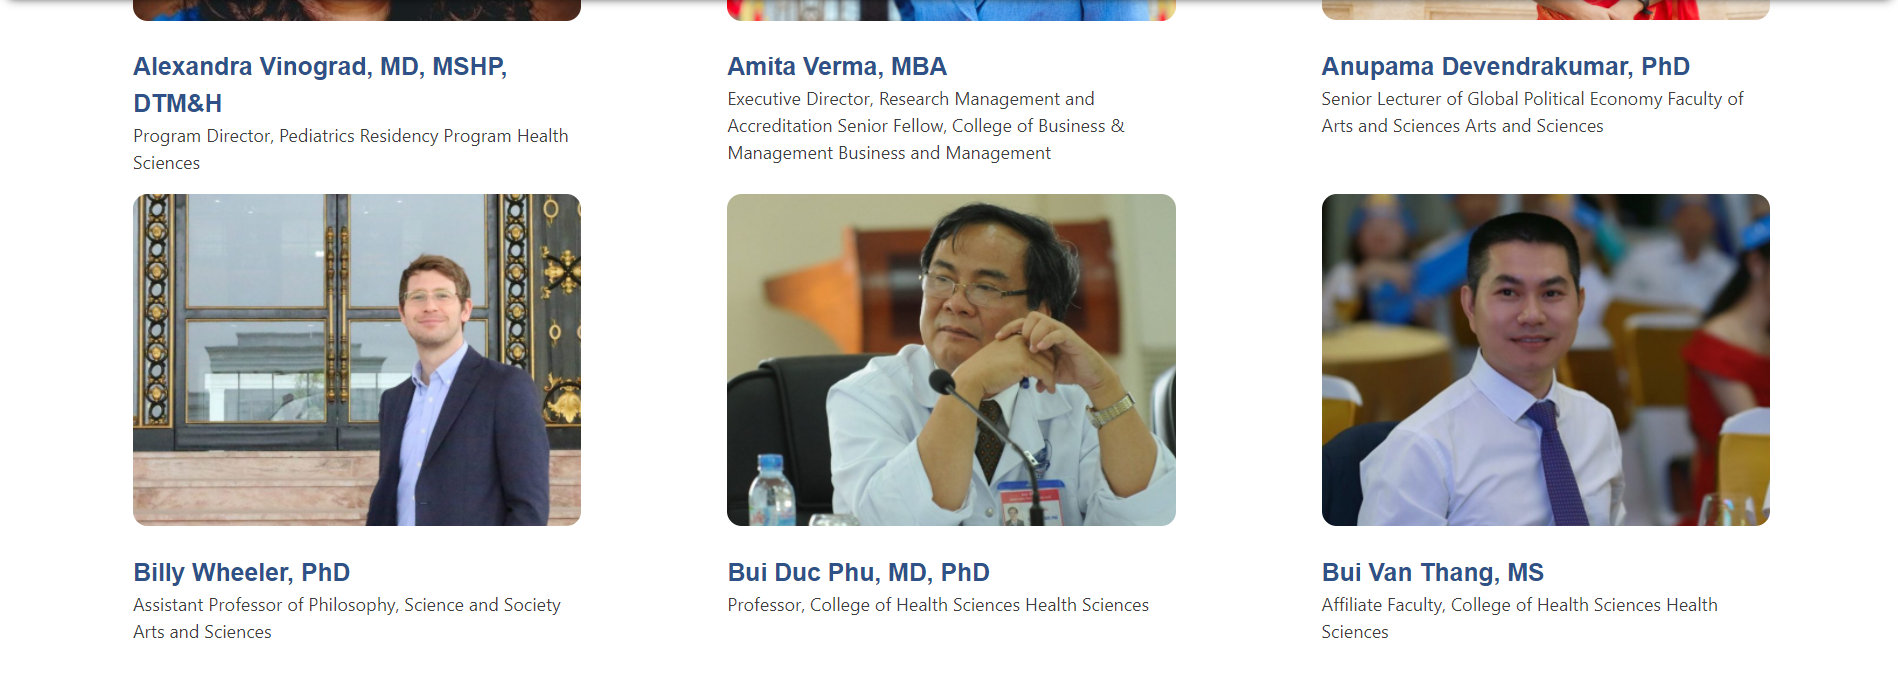 Alexandra Vinograd, MD, MSHP,
DTM&H
Program Director, Pediatrics Residency Program Health
Sciences
Amita Verma, MBA
Executive Director, Research Management and
Accreditation Senior Fellow, College of Business &
Management Business and Management
Anupama Devendrakumar, PhD
Senior Lecturer of Global Political Economy Faculty of
Arts and Sciences Arts and Sciences
Billy Wheeler, PhD
Assistant Professor of Philosophy, Science and Society
Arts and Sciences
Bui Duc Phu, MD, PhD
Professor, College of Health Sciences Health Sciences
Bui Van Thang, MS
Affiliate Faculty, College of Health Sciences Health
Sciences